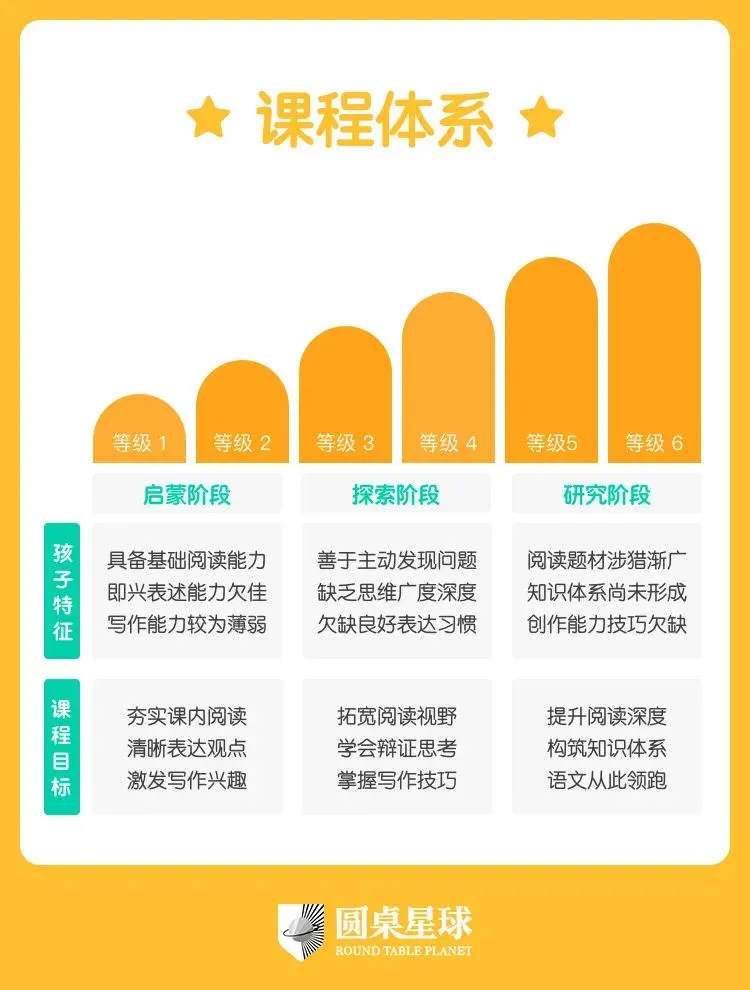 课程体系
等级 1
等级 2
等级 3
等级 4
等级5
等级 6
启蒙阶段
探索阶段
研究阶段
孩子特征
具备基础阅读能力
即兴表述能力欠佳
写作能力较为薄弱
善于主动发现问题
缺乏思维广度深度
欠缺良好表达习惯
阅读题材涉猎渐广
知识体系尚未形成
创作能力技巧欠缺
课程目标
夯实课内阅读
清晰表达观点
激发写作兴趣
拓宽阅读视野
学会辩证思考
掌握写作技巧
提升阅读深度
构筑知识体系
语文从此领跑
圆桌星球
ROUND TABLE PLANET